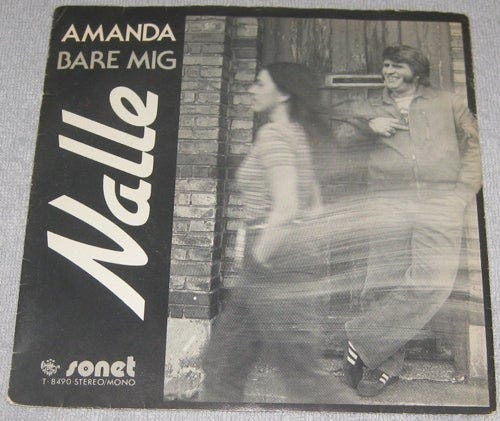 AMANDA
BARE MIG
Nalle
sonet
T-8490-STEREO/MONO